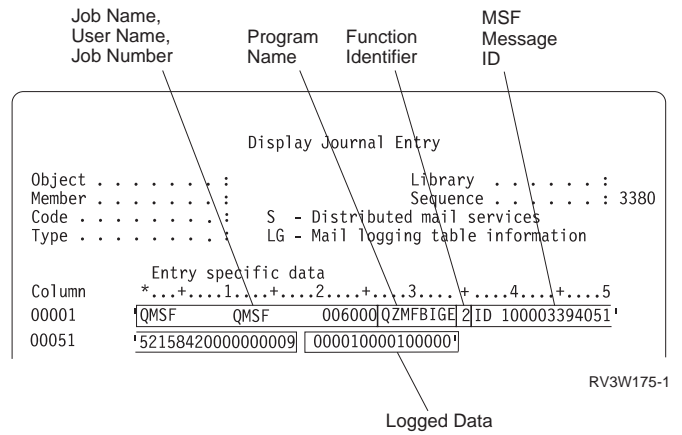 Job Name,
User Name,
Job Number
Program
Name
Function
Identifier
MSF
Message
ID
Display Journal Entry
Object . . . . . . . : Library . . . . . . :
Member . . . . . . . : Sequence . . . . . . : 3380
Code . . . . . . . . : S - Distributed mail services
Type . . . . . . . . : LG - Mail logging table information
Entry specific data
Column *...+....1....+....2....+....3....+....4....+....5
00001 'QMSF QMSF 006000QZMFBIGE 2 ID 100003394051'
00051 '52158420000000009 000010000100000'
RV3W175-1
Logged Data